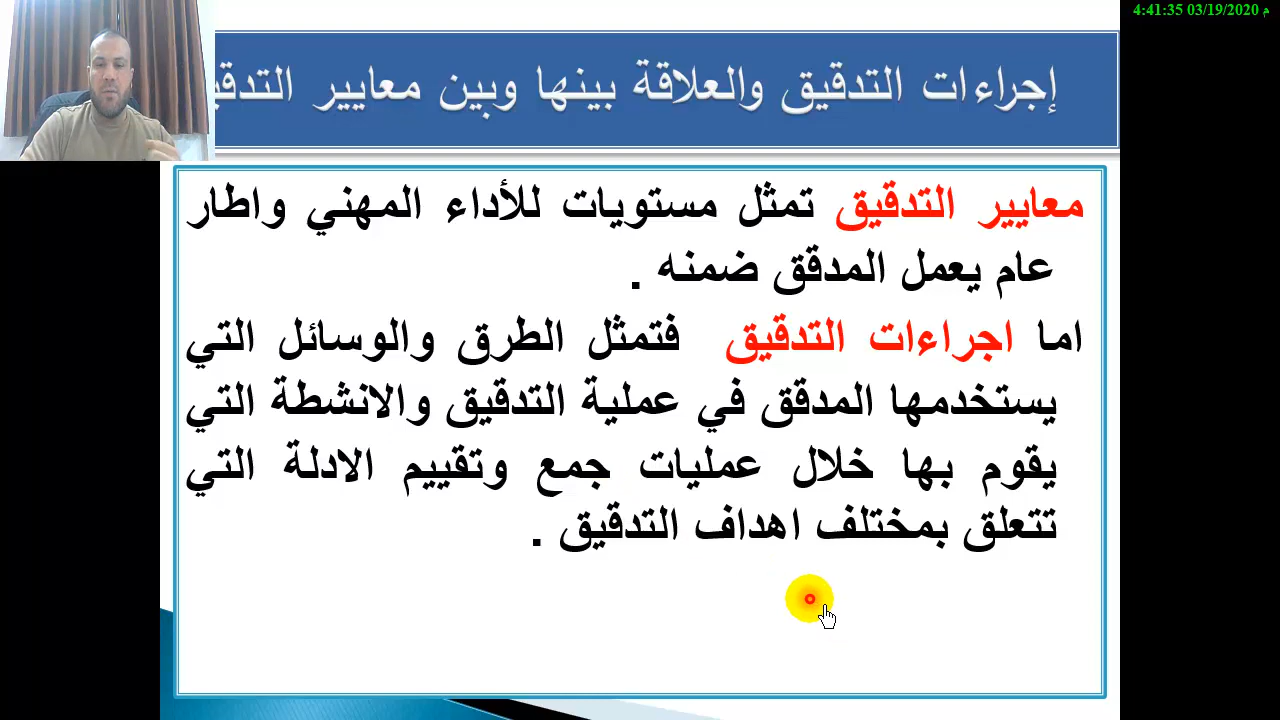 4:41:35 03/19/2020 م
إجراءات التدقيق والعلاقة بينها وبين معايير
معايير التدقيق تمثل مستويات للأداء المهني واطار
عام يعمل المدقق ضمنه .
اما اجراءات التدقيق فتمثل الطرق والوسائل التي
يستخدمها المدقق في عملية التدقيق والانشطة التي
يقوم بها خلال عمليات جمع وتقييم الادلة التي
تتعلق بمختلف اهداف التدقيق .